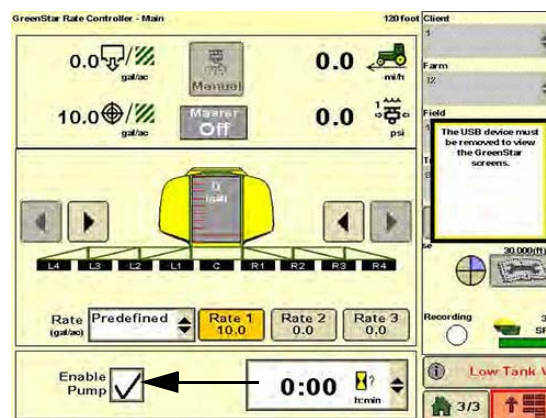 GreenStar Rate Controller - Main 120 foot
0.0 gal/ac
Manual
0.0 mi/h
10.0 gal/ac
Master Off
1
0.0 psi
0
(gal)
L4 L3 L2 L1 C R1 R2 R3 R4
Rate (gal/ac)
Predefined
Rate 1 10.0
Rate 2 0.0
Rate 3 0.0
Enable Pump
0:00 h:min
?
Client
Farm
12
Field
The USB device must
be removed to view
the GreenStar
screens.
30.000(ft)
Recording
Low Tank
3/3